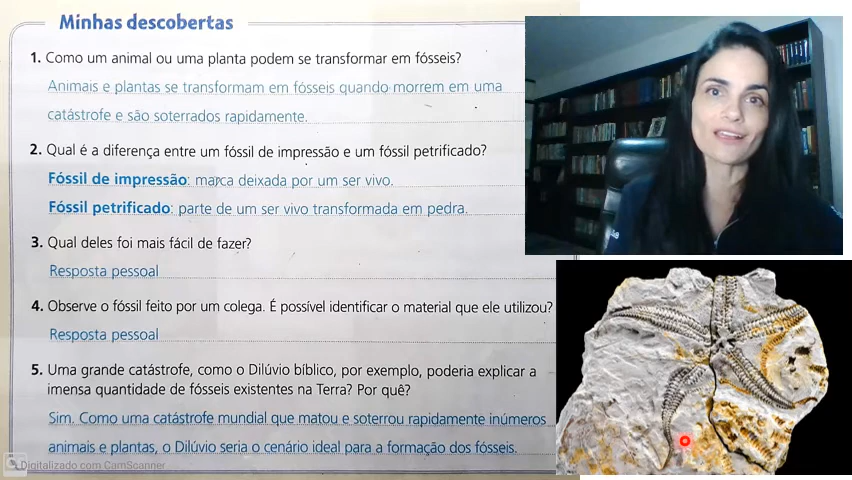 Minhas descobertas
1. Como um animal ou uma planta podem se transformar em fósseis?
Animais e plantas se transformam em fósseis quando morrem em uma
catástrofe e são soterrados rapidamente.
2. Qual é a diferença entre um fóssil de impressão e um fóssil petrificado?
Fóssil de impressão: marca deixada por um ser vivo.
Fóssil petrificado: parte de um ser vivo transformada em pedra.
3. Qual deles foi mais fácil de fazer?
Resposta pessoal
4. Observe o fóssil feito por um colega. É possível identificar o material que ele utilizou?
Resposta pessoal
5. Uma grande catástrofe, como o Dilúvio bíblico, por exemplo, poderia explicar a
imensa quantidade de fósseis existentes na Terra? Por quê?
Sim. Como uma catástrofe mundial que matou e soterrou rapidamente inúmeros
animais e plantas, o Dilúvio seria o cenário ideal para a formação dos fósseis.
CS Digitalizado com CamScanner